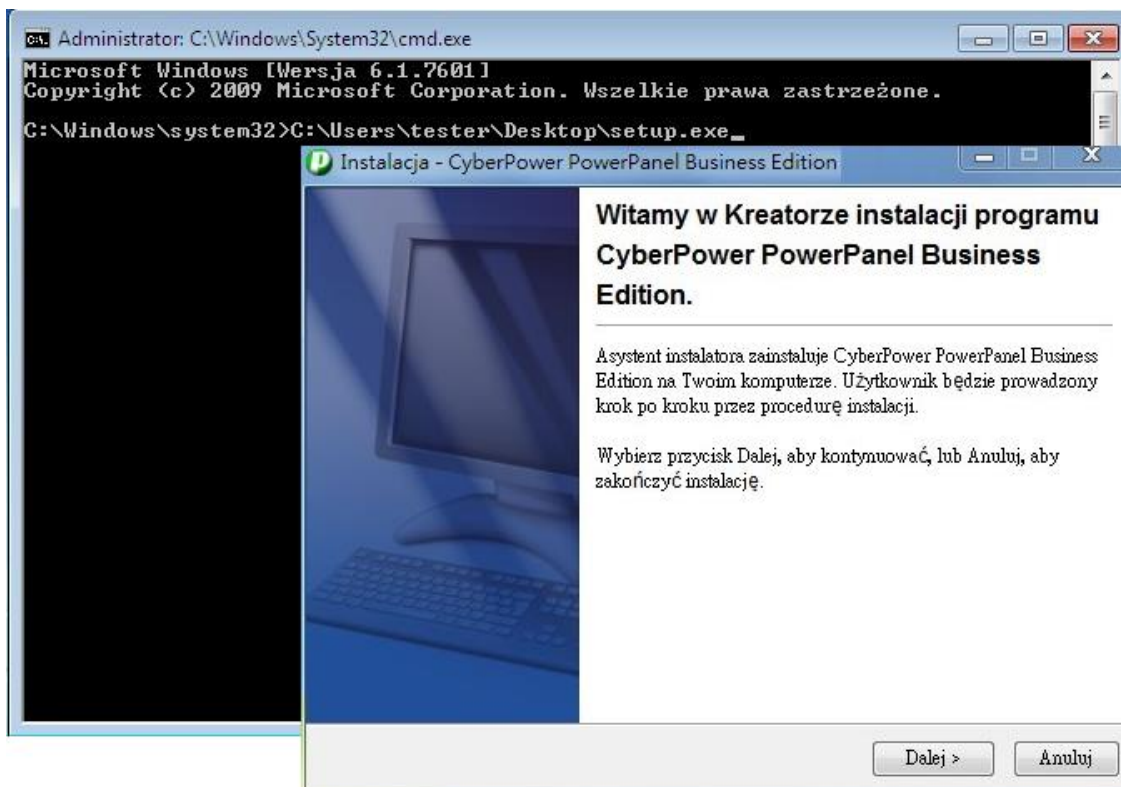 Administrator: C:\Windows\System32\cmd.exe
Microsoft Windows [Wersja 6.1.7601]
Copyright (c) 2009 Microsoft Corporation. Wszelkie prawa zastrzeżone.
C:\Windows\system32>C:\Users\tester\Desktop\setup.exe_
Instalacja - CyberPower PowerPanel Business Edition
Witamy w Kreatorze instalacji programu
CyberPower PowerPanel Business
Edition.
Asystent instalatora zainstaluje CyberPower PowerPanel Business
Edition na Twoim komputerze. Użytkownik będzie prowadzony
krok po kroku przez procedurę instalacji.
Wybierz przycisk Dalej, aby kontynuować, lub Anuluj, aby
zakończyć instalację.
Dalej >
Anuluj